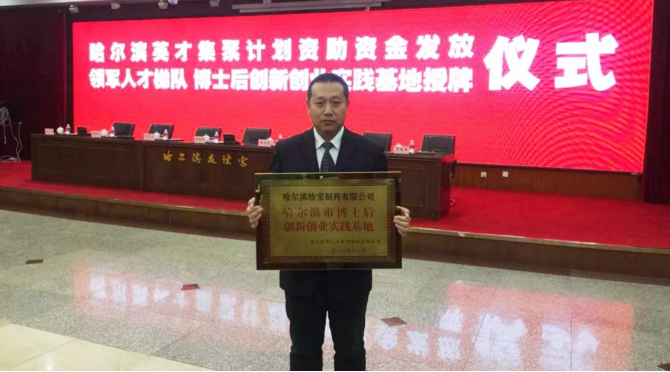 哈尔滨英才集聚计划资助资金发放
领军人才梯队 博士后创新创业实践基地授牌
仪式
哈尔滨友谊宫
哈尔滨珍宝制药有限公司
哈尔滨市博士后
创新创业实践基地